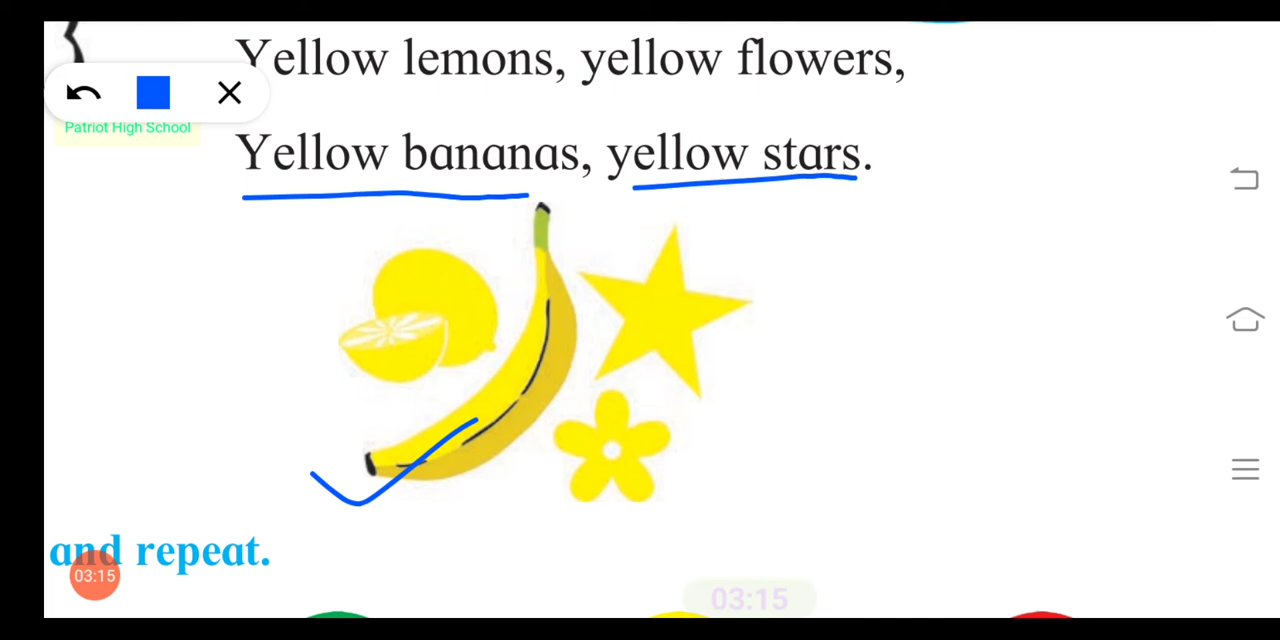 Yellow lemons, yellow flowers,
Patriot High School
Yellow bananas, yellow stars.
and repeat.
03:15
03:15